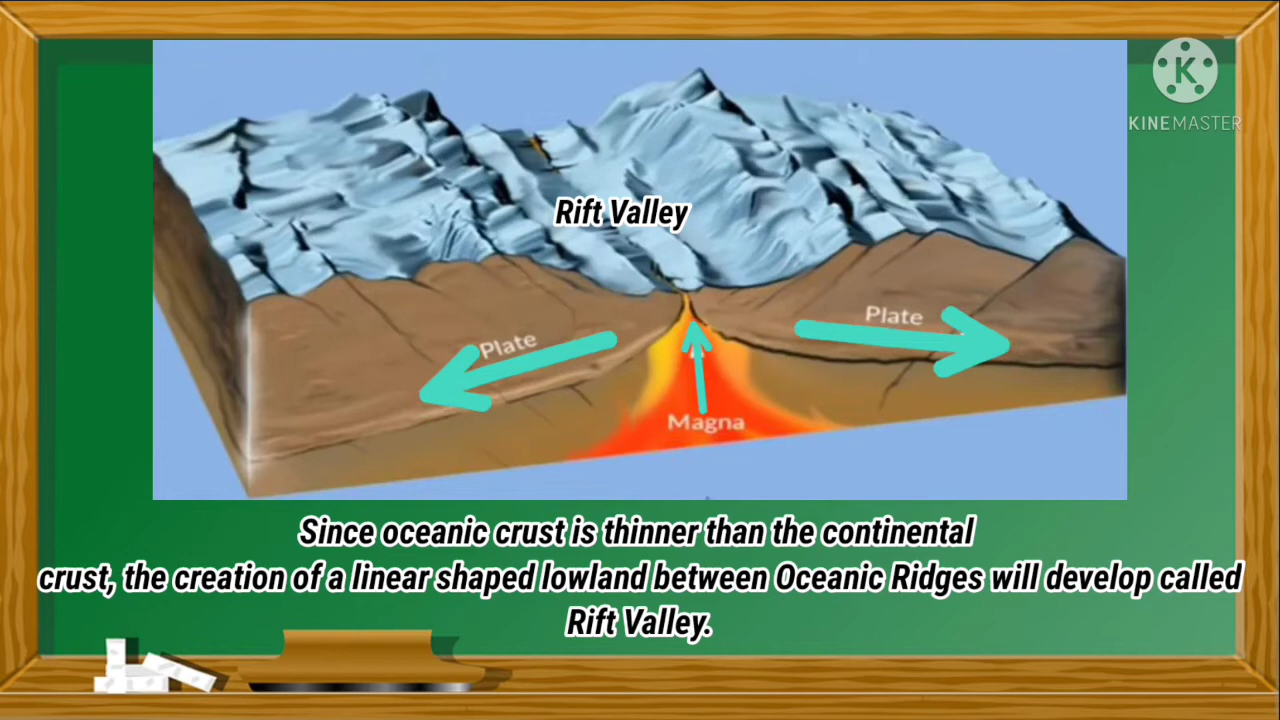 K
KINEMASTER
Rift Valley
Plate
Plate
Magna
Since oceanic crust is thinner than the continental
crust, the creation of a linear shaped lowland between Oceanic Ridges will develop called
Rift Valley.